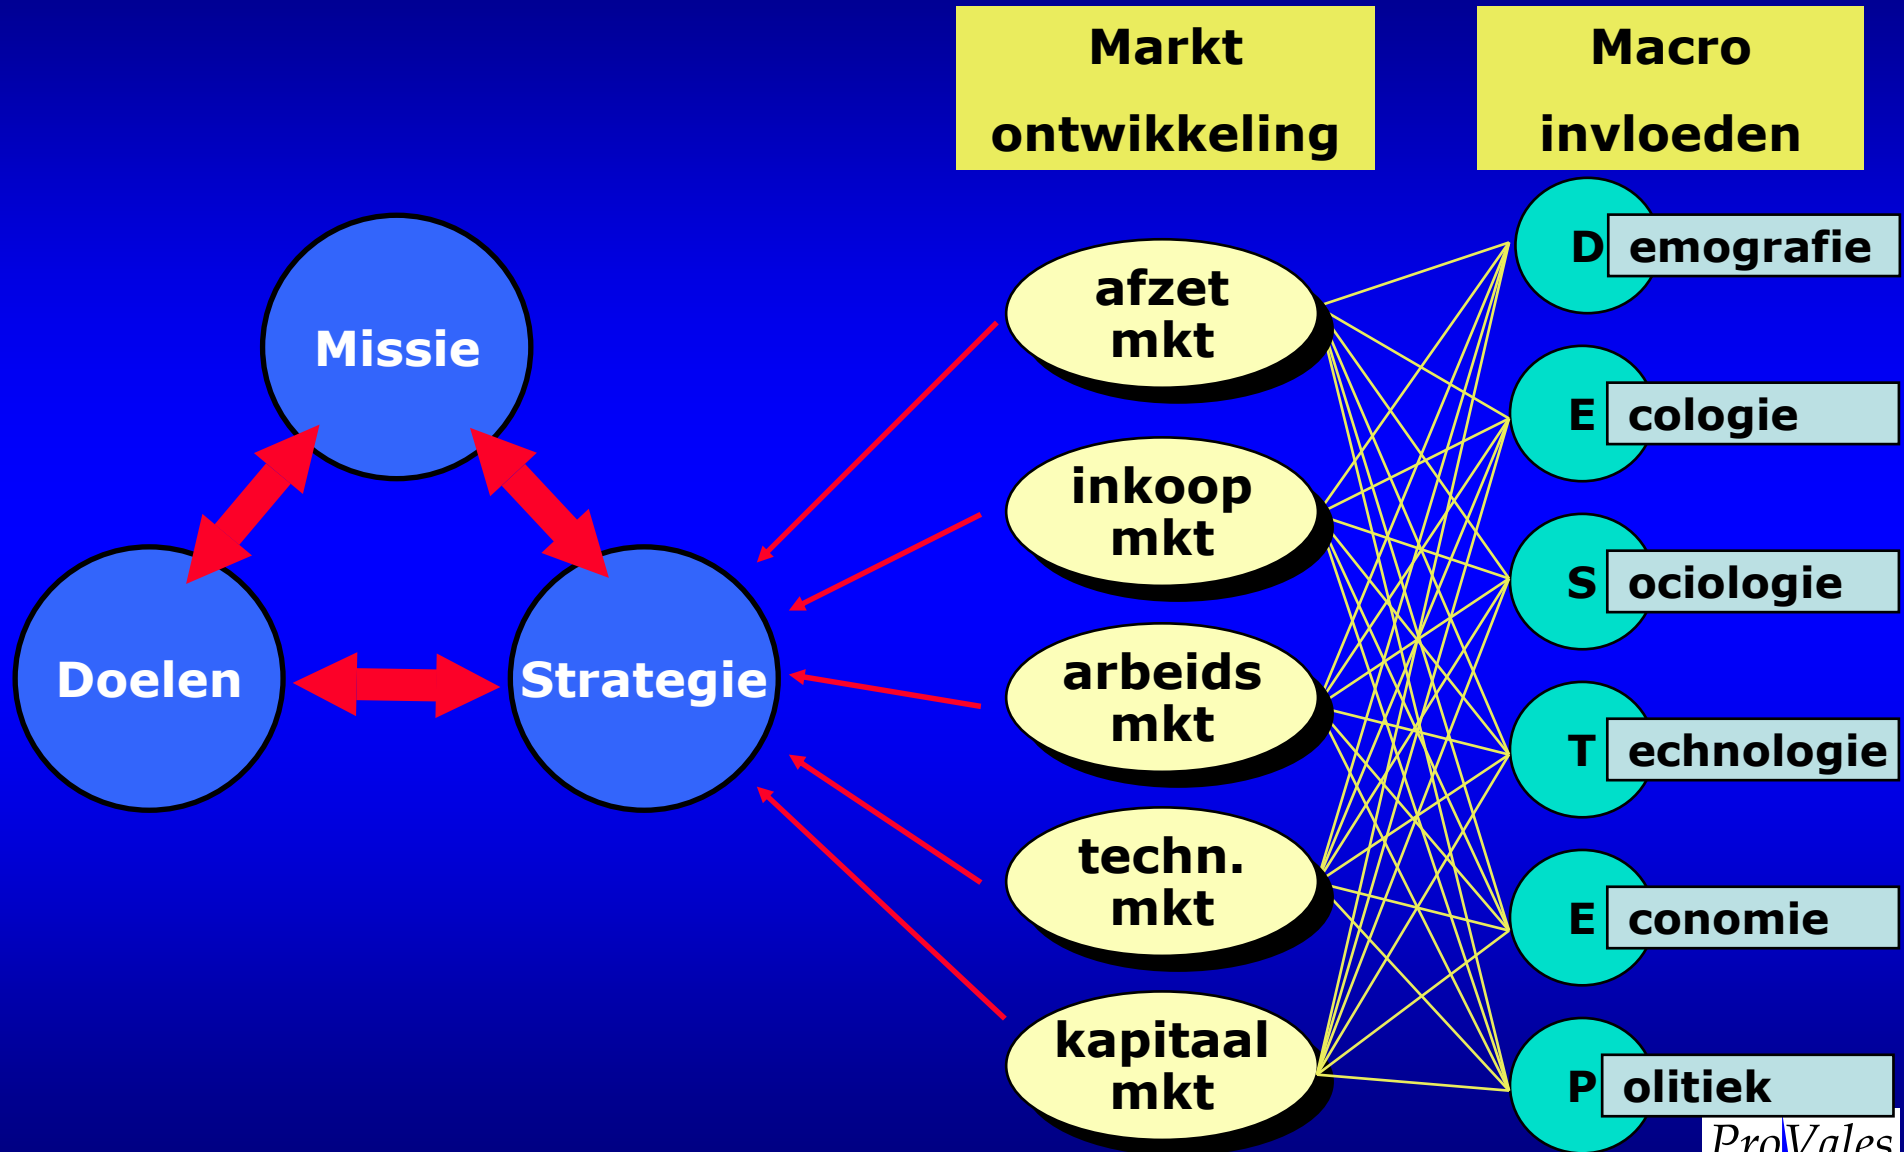 Markt
ontwikkeling
Macro
invloeden
Missie
Doelen
Strategie
afzet
mkt
inkoop
mkt
arbeids
mkt
techn.
mkt
kapitaal
mkt
D emografie
E cologie
S ociologie
T echnologie
E conomie
P olitiek
ProVales